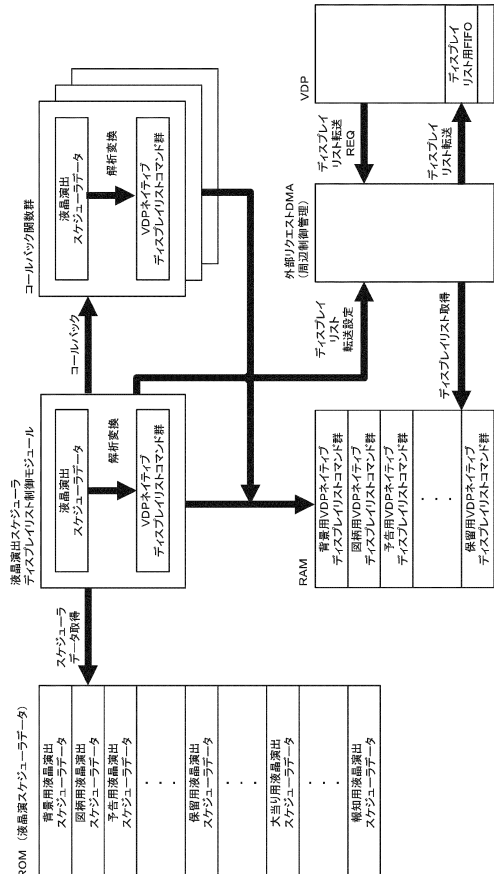 ROM（液晶演スケジューラデータ）
背景用液晶演出
スケジューラデータ
図柄用液晶演出
スケジューラデータ
予告用液晶演出
スケジューラデータ
・・・
保留用液晶演出
スケジューラデータ
・・・
大当り用液晶演出
スケジューラデータ
・・・
報知用液晶演出
スケジューラデータ
スケジューラ
データ取得
液晶演出スケジューラ
ディスプレイリスト制御モジュール
液晶演出
スケジューラデータ
解析変換
VDPネイティブ
ディスプレイリストコマンド群
コールバック
コールバック関数群
液晶演出
スケジューラデータ
解析変換
VDPネイティブ
ディスプレイリストコマンド群
RAM
背景用VDPネイティブ
ディスプレイリストコマンド群
図柄用VDPネイティブ
ディスプレイリストコマンド群
予告用VDPネイティブ
ディスプレイリストコマンド群
・・・
保留用VDPネイティブ
ディスプレイリストコマンド群
ディスプレイ
リスト
転送設定
ディスプレイリスト取得
外部リクエストDMA
（周辺制御管理）
ディスプレイ
リスト転送
REQ
ディスプレイ
リスト転送
VDP
ディスプレイ
リスト用FIFO